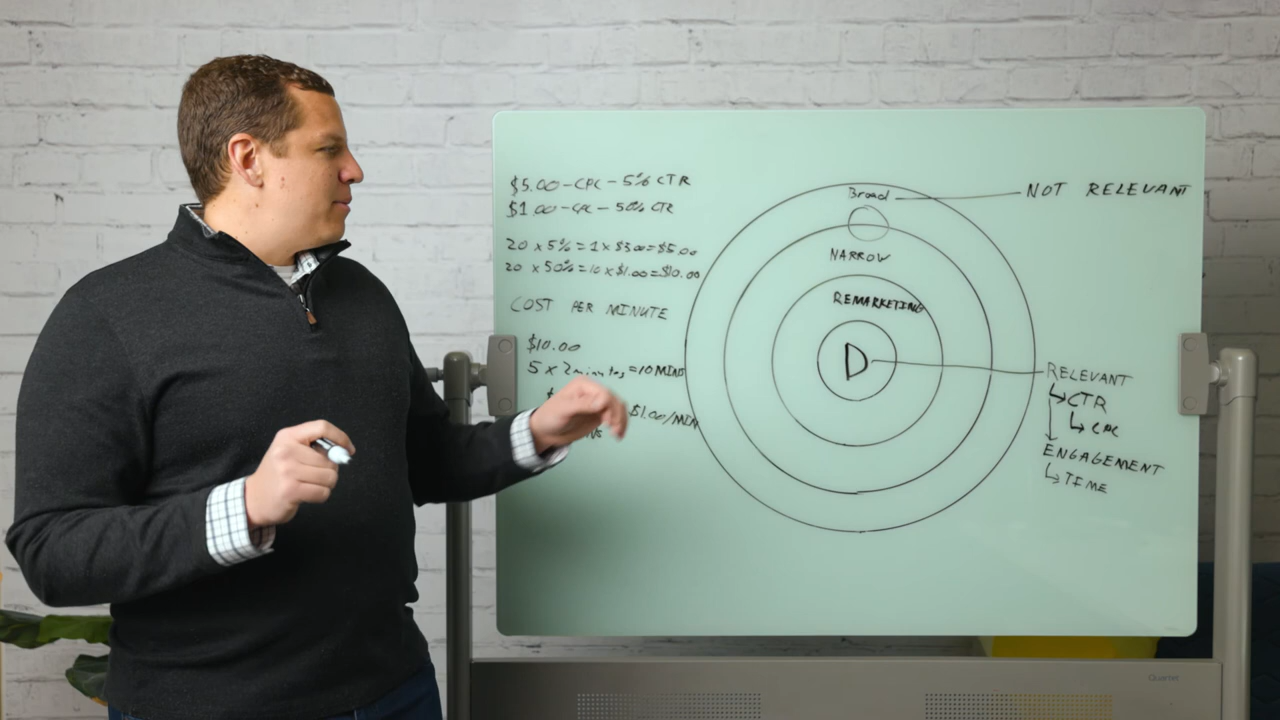 $5.00-CPC-5% CTR
$1.00-CPC-50% CTR
20 x 5% = 1 x $5.00=$5.00
20 x 50% = 10 x $1.00=$10.00
COST PER MINUTE
$10.00
5 x 2 minutes = 10 MINS
$1.00/MIN
Broad
NOT RELEVANT
NARROW
REMARKETING
D
RELEVANT
CTR
CPC
ENGAGEMENT
TIME
Quartet